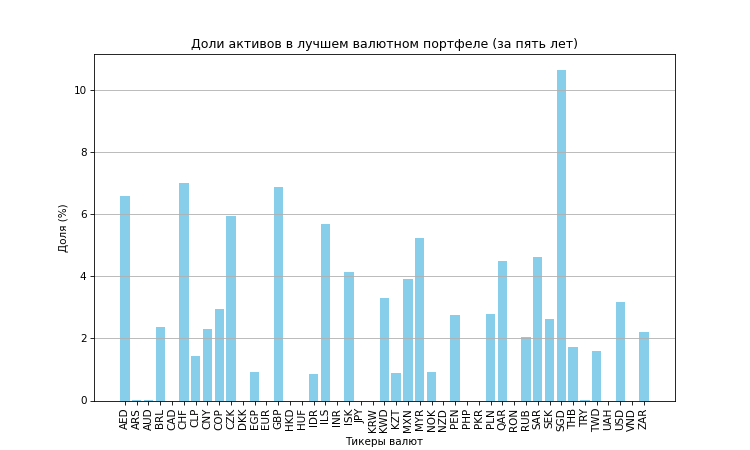 Доли активов в лучшем валютном портфеле (за пять лет)
Доля (%)
10
8
6
4
2
0
AED ARS AUD BRL CAD CHF CLP CNY COP CZK DKK EGP EUR GBP HKD HUF IDR ILS INR ISK JPY KRW KWD KZT MXN MYR NOK NZD PEN PHP PKR PLN QAR RON RUB SAR SEK SGD THB TRY TWD UAH USD VND ZAR
Тикеры валют